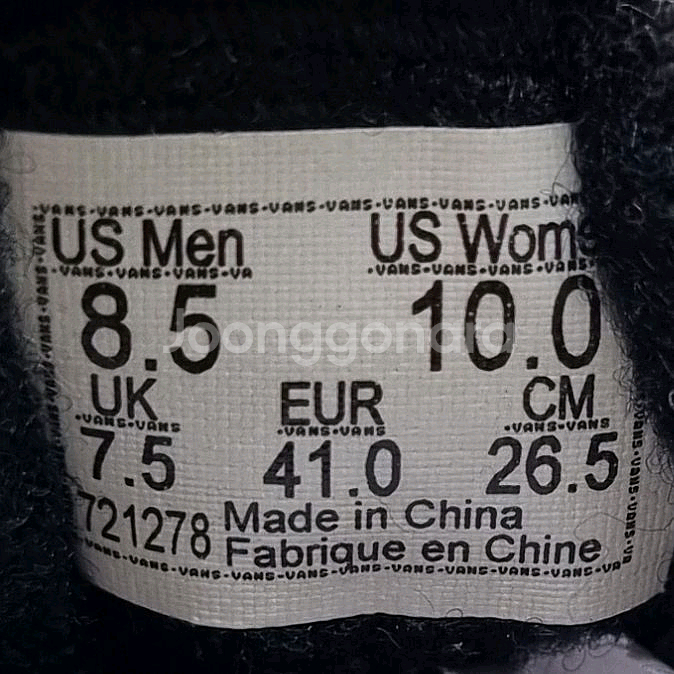 VANS-VANS-VANS-VANS-VANS-VANS-VANS-VANS-VANS-VANS
US Men US Wom
VANS-VANS-VANS-VA VANS-VANS-VANS-VANS
8.5 10.0
Joonggonara
UK EUR CM
VANS-VANS VANS-VANS VANS-VANS
7.5 41.0 26.5
721278 Made in China
Fabrique en Chine